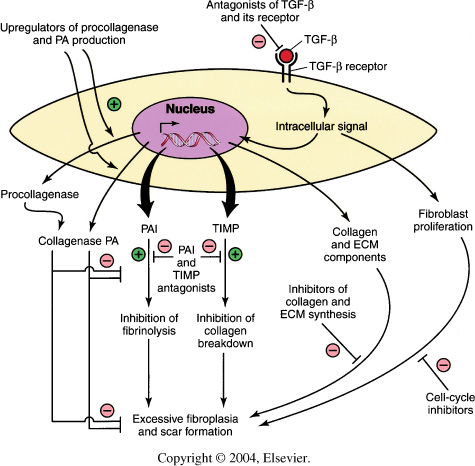 Antagonists of TGF-β
and its receptor
Upregulators of procollagenase
and PA production
−
TGF-β
TGF-β receptor
+
Nucleus
Intracellular signal
Procollagenase
Fibroblast
proliferation
Collagenase PA
PAI
TIMP
Collagen
and ECM
components
−
+
−
PAI
and
TIMP
antagonists
−
+
Inhibitors of
collagen and
ECM synthesis
Inhibition of
fibrinolysis
Inhibition of
collagen
breakdown
−
−
Cell-cycle
inhibitors
−
Excessive fibroplasia
and scar formation
Copyright © 2004, Elsevier.